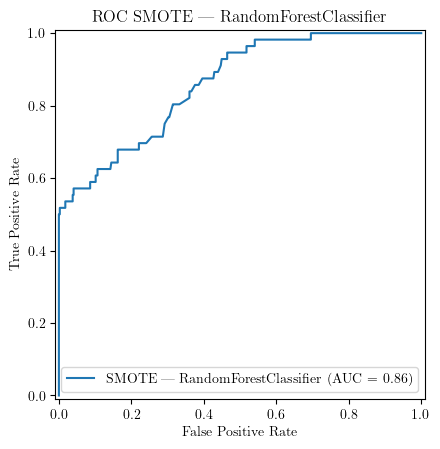 ROC SMOTE — RandomForestClassifier
1.0
0.8
0.6
0.4
0.2
0.0
True Positive Rate
SMOTE — RandomForestClassifier (AUC = 0.86)
0.0 0.2 0.4 0.6 0.8 1.0
False Positive Rate